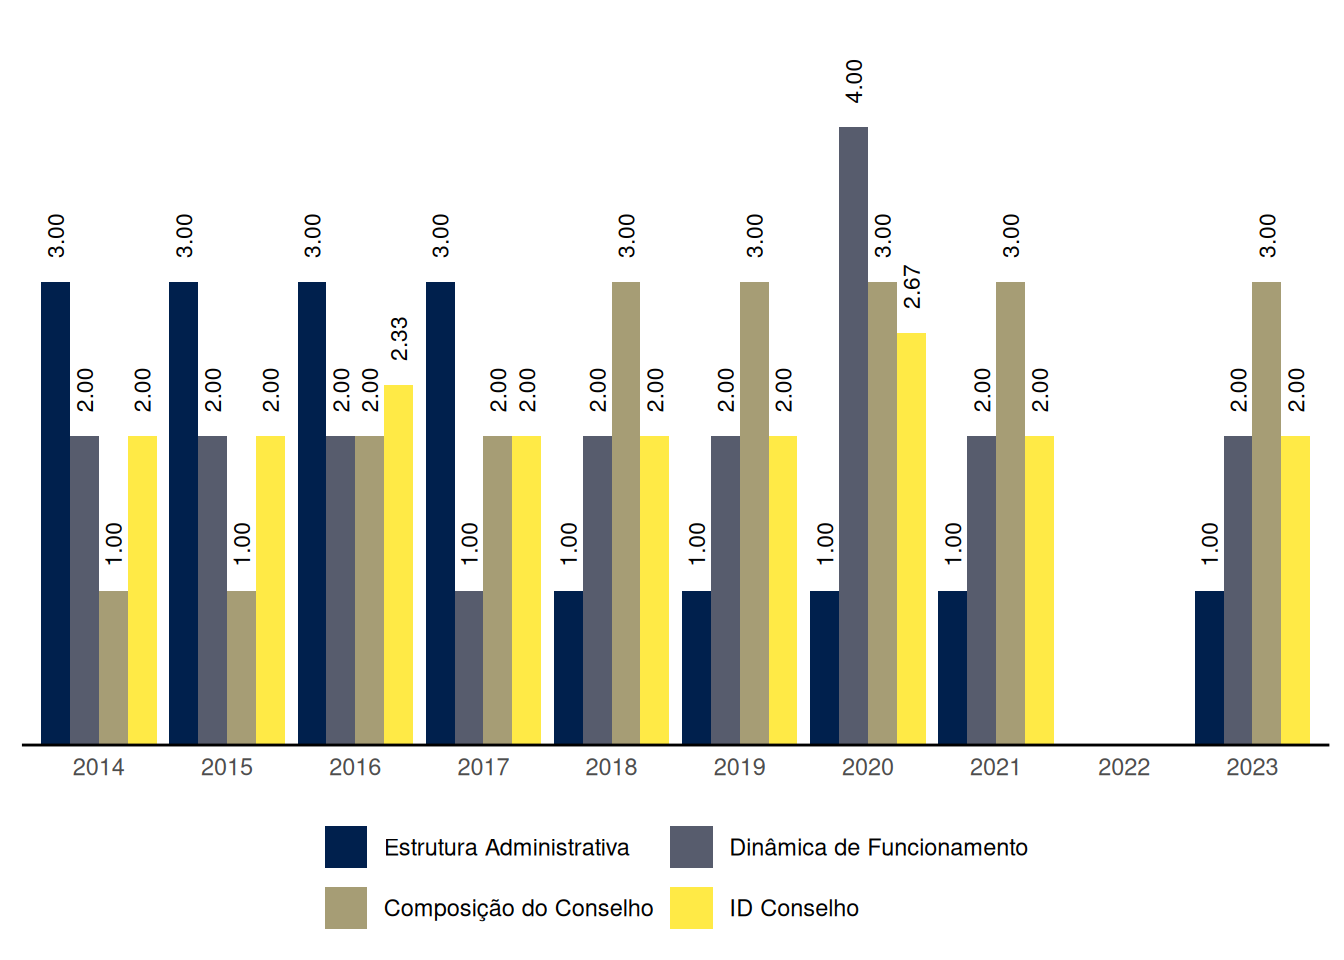 4.00
3.00 3.00 3.00 3.00 3.00 3.00 3.00 3.00 3.00
2.67
2.33
2.00 2.00 2.00 2.00 2.00 2.00 2.00 2.00 2.00 2.00 2.00 2.00 2.00 2.00 2.00 2.00
1.00 1.00 1.00 1.00 1.00 1.00 1.00 1.00
2014 2015 2016 2017 2018 2019 2020 2021 2022 2023
Estrutura Administrativa Dinâmica de Funcionamento
Composição do Conselho ID Conselho